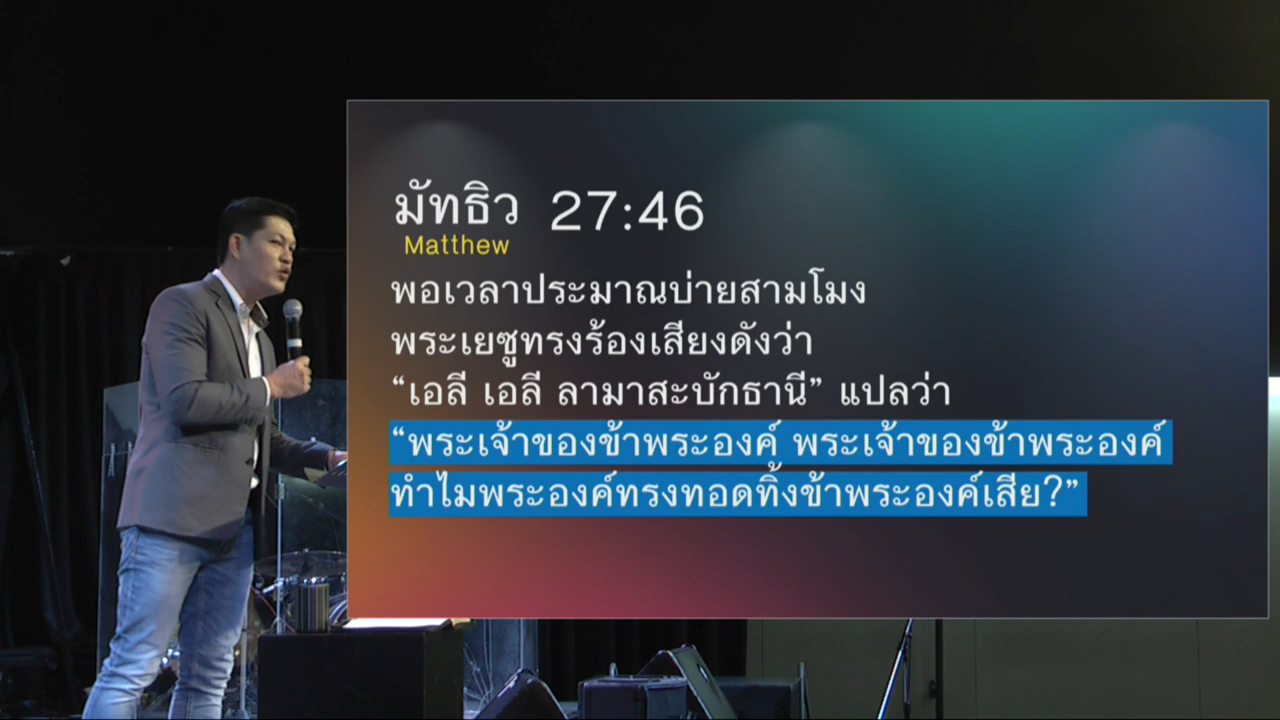 มัทธิว 27:46
Matthew
พอเวลาประมาณบ่ายสามโมง
พระเยซูทรงร้องเสียงดังว่า
“เอลี เอลี ลามาสะบักธานี” แปลว่า
“พระเจ้าของข้าพระองค์ พระเจ้าของข้าพระองค์
ทำไมพระองค์ทรงทอดทิ้งข้าพระองค์เสีย?”